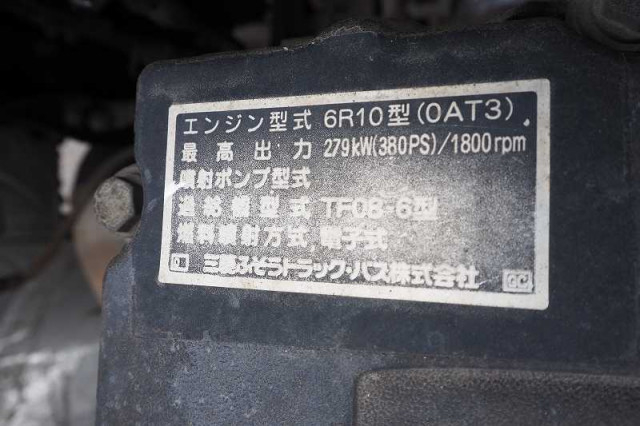 エンジン型式 6R10型(0AT3)
最高出力 279kW(380PS)/1800rpm
噴射ポンプ型式
過給機型式 TF08-6型
燃料噴射方式 電子式
三菱ふそうトラック・バス株式会社